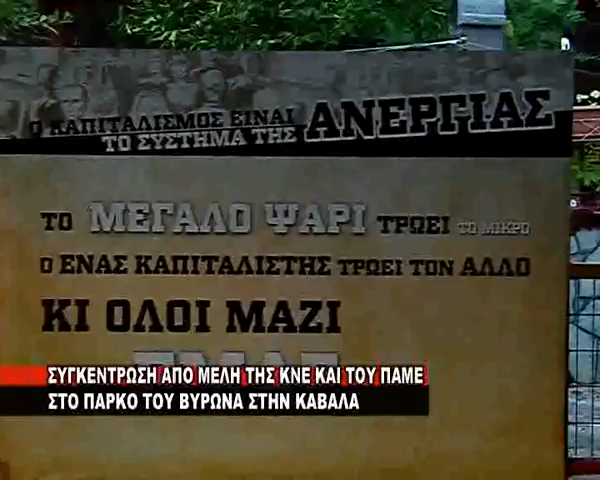 Ο ΚΑΠΙΤΑΛΙΣΜΟΣ ΕΙΝΑΙ
ΤΟ ΣΥΣΤΗΜΑ ΤΗΣ ΑΝΕΡΓΙΑΣ
ΤΟ ΜΕΓΑΛΟ ΨΑΡΙ ΤΡΩΕΙ ΤΟ ΜΙΚΡΟ
Ο ΕΝΑΣ ΚΑΠΙΤΑΛΙΣΤΗΣ ΤΡΩΕΙ ΤΟΝ ΑΛΛΟ
ΚΙ ΟΛΟΙ ΜΑΖΙ
ΣΥΓΚΕΝΤΡΩΣΗ ΑΠΟ ΜΕΛΗ ΤΗΣ ΚΝΕ ΚΑΙ ΤΟΥ ΠΑΜΕ
ΣΤΟ ΠΑΡΚΟ ΤΟΥ ΒΥΡΩΝΑ ΣΤΗΝ ΚΑΒΑΛΑ